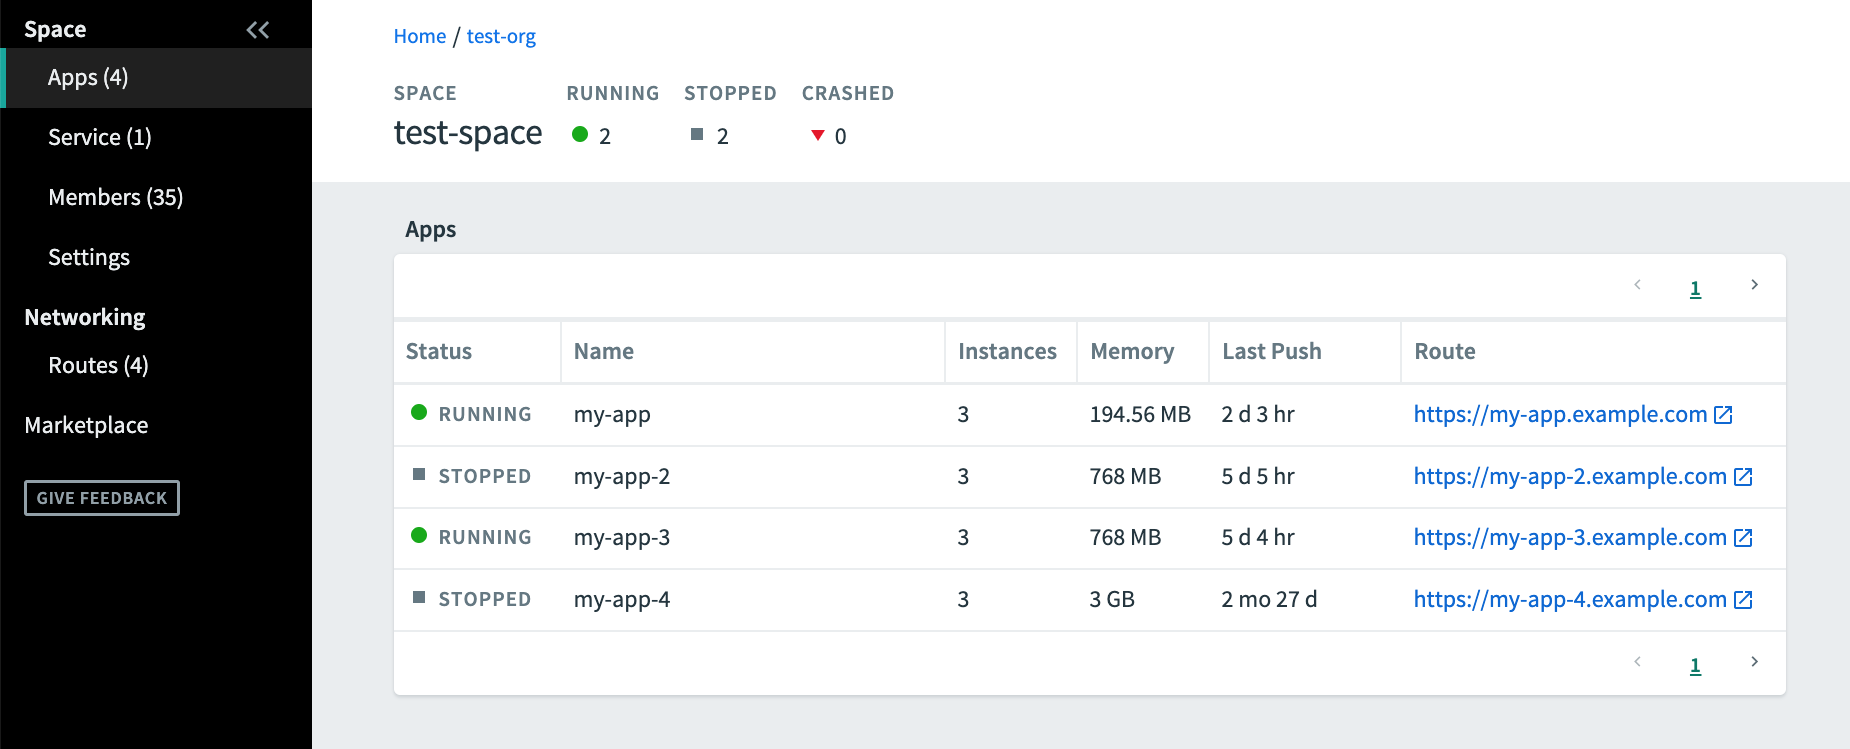 Space
Apps (4)
Service (1)
Members (35)
Settings
Networking
Routes (4)
Marketplace
GIVE FEEDBACK
Home / test-org
SPACE RUNNING STOPPED CRASHED
test-space 2 2 0
Apps
1
Status Name Instances Memory Last Push Route
RUNNING my-app 3 194.56 MB 2 d 3 hr https://my-app.example.com
STOPPED my-app-2 3 768 MB 5 d 5 hr https://my-app-2.example.com
RUNNING my-app-3 3 768 MB 5 d 4 hr https://my-app-3.example.com
STOPPED my-app-4 3 3 GB 2 mo 27 d https://my-app-4.example.com
1